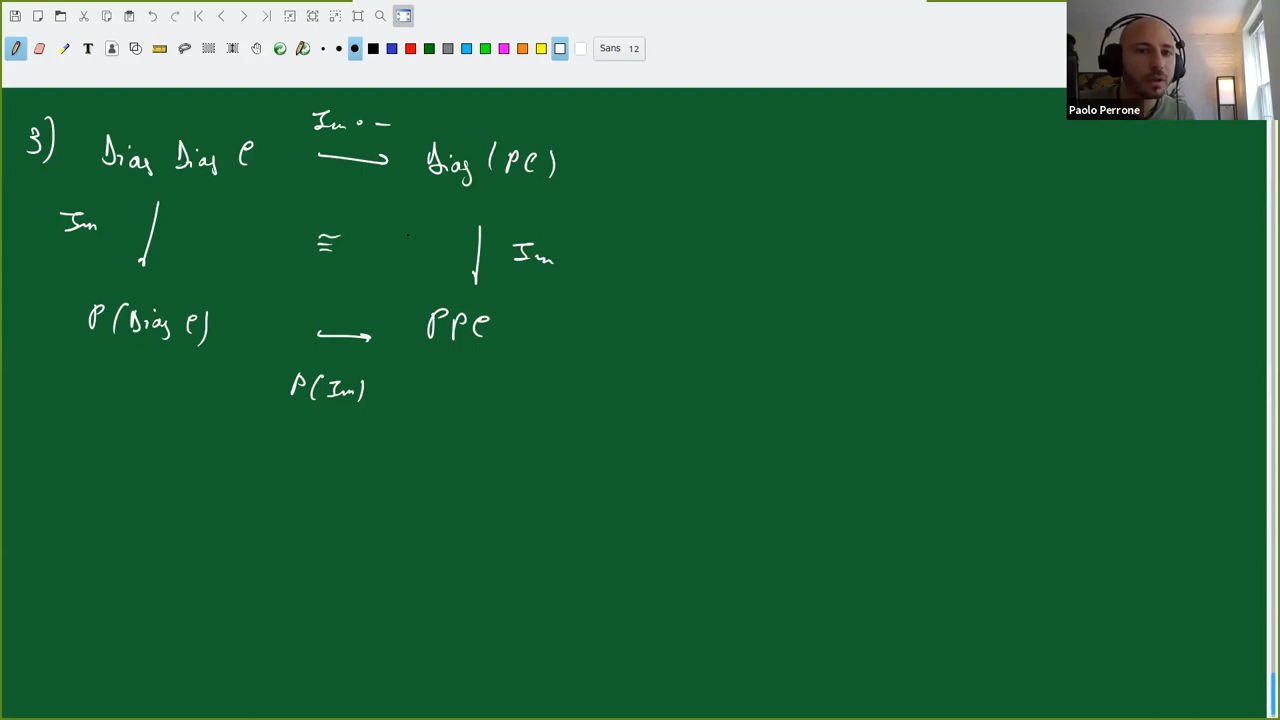 Sans 12
Paolo Perrone
3) Diag Diag C Im∘− Diag (PC)
Im ≅ Im
P(Diag C) PPC
P(Im)